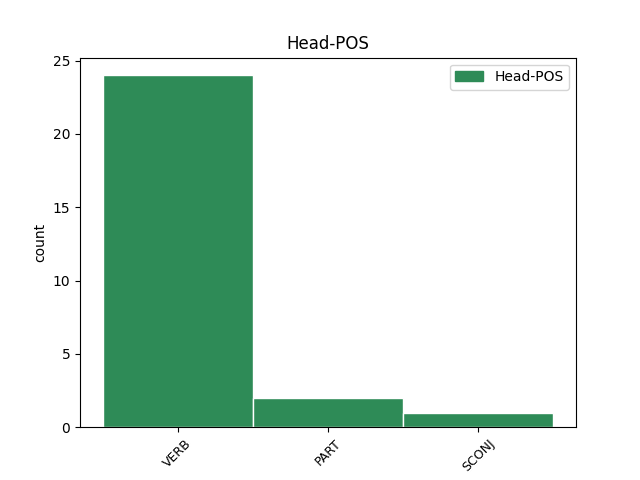 Head-POS
Head-POS
25
20
15
10
5
0
count
VERB
PART
SCONJ